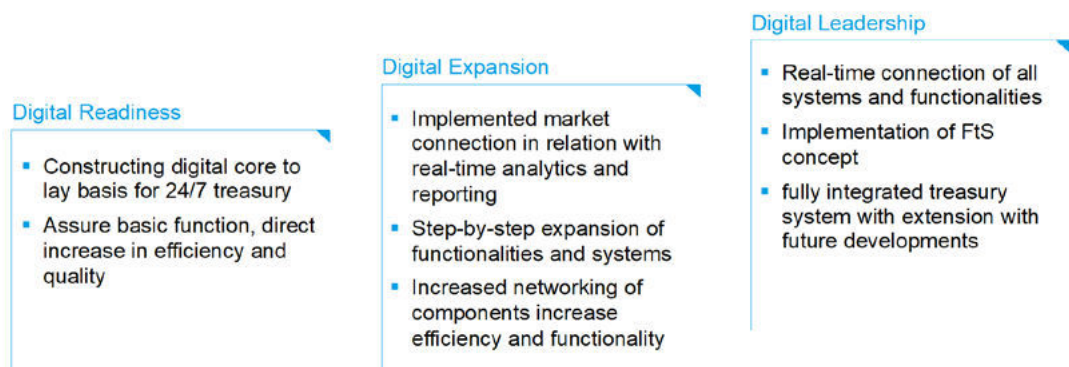 Digital Readiness
▪ Constructing digital core to
lay basis for 24/7 treasury
▪ Assure basic function, direct
increase in efficiency and
quality
Digital Expansion
▪ Implemented market
connection in relation with
real-time analytics and
reporting
▪ Step-by-step expansion of
functionalities and systems
▪ Increased networking of
components increase
efficiency and functionality
Digital Leadership
▪ Real-time connection of all
systems and functionalities
▪ Implementation of FtS
concept
▪ fully integrated treasury
system with extension with
future developments